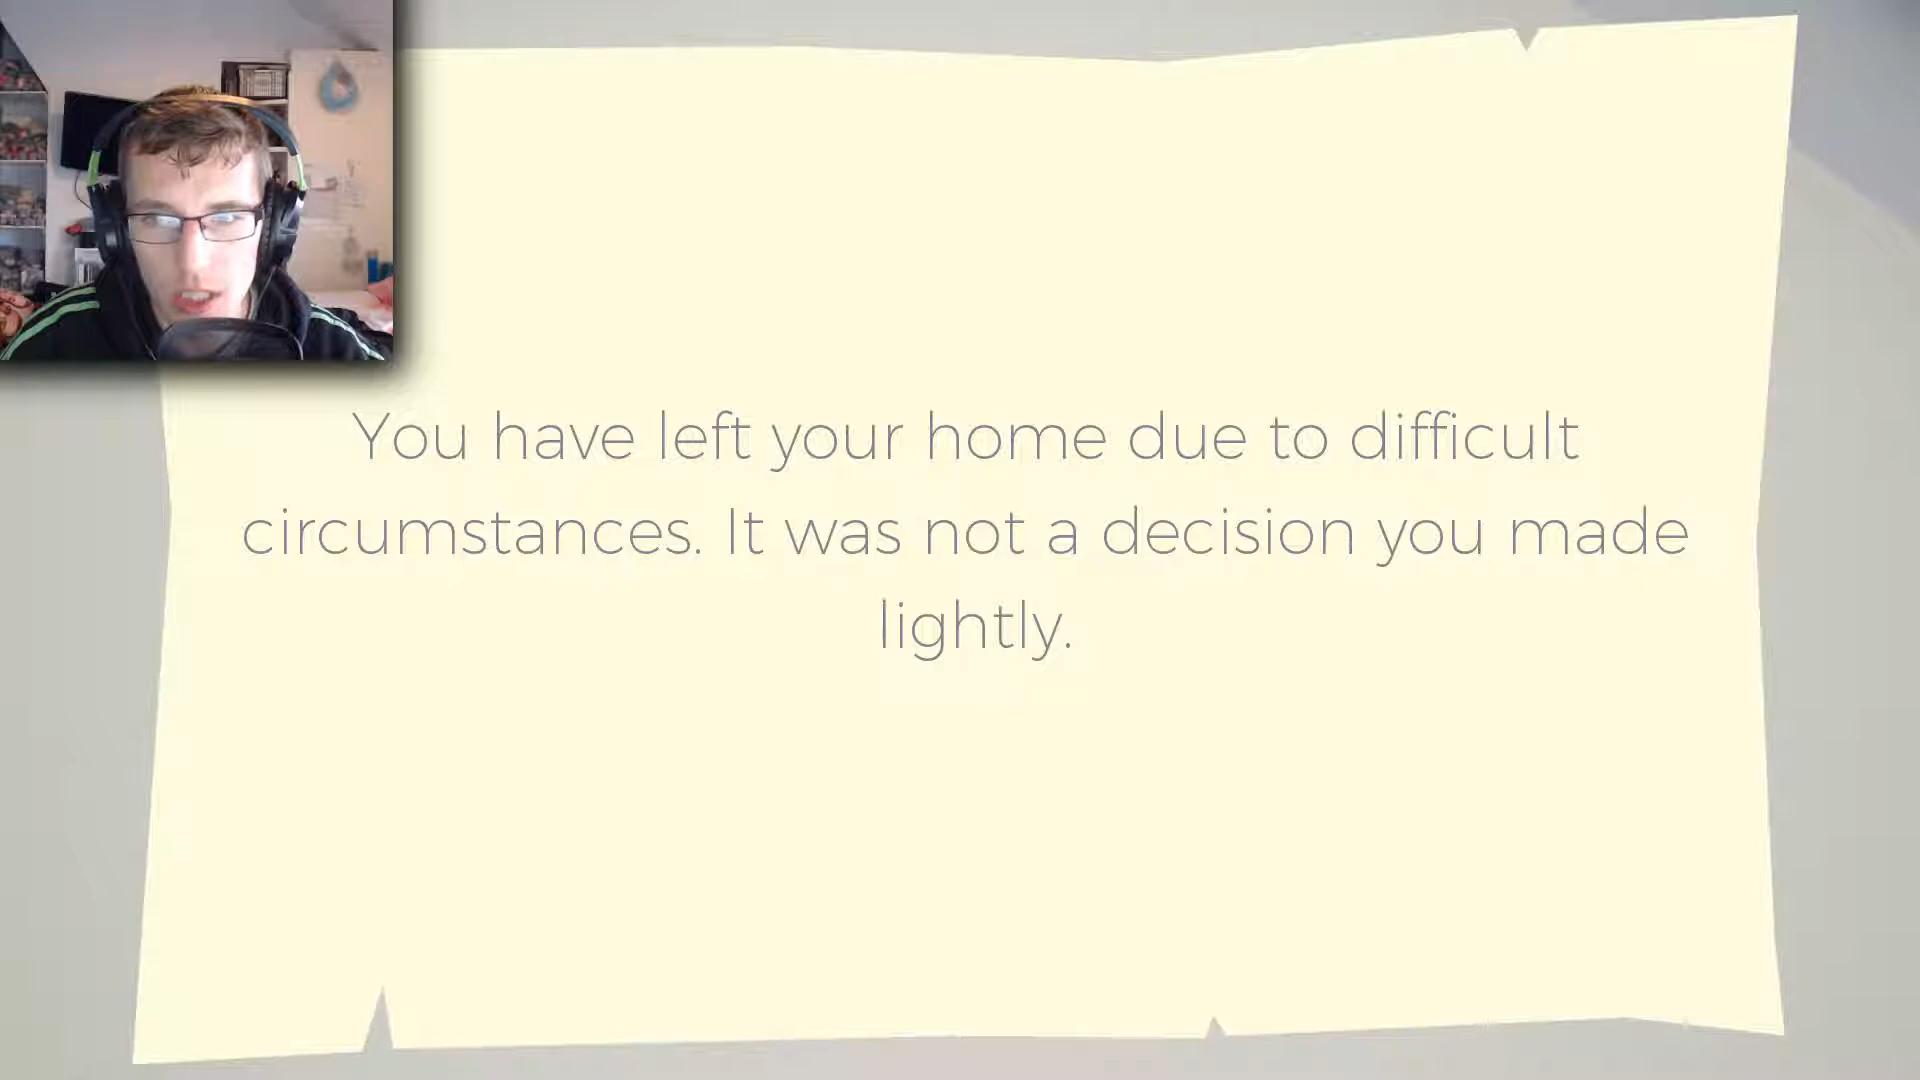 You have left your home due to difficult
circumstances. It was not a decision you made
lightly.